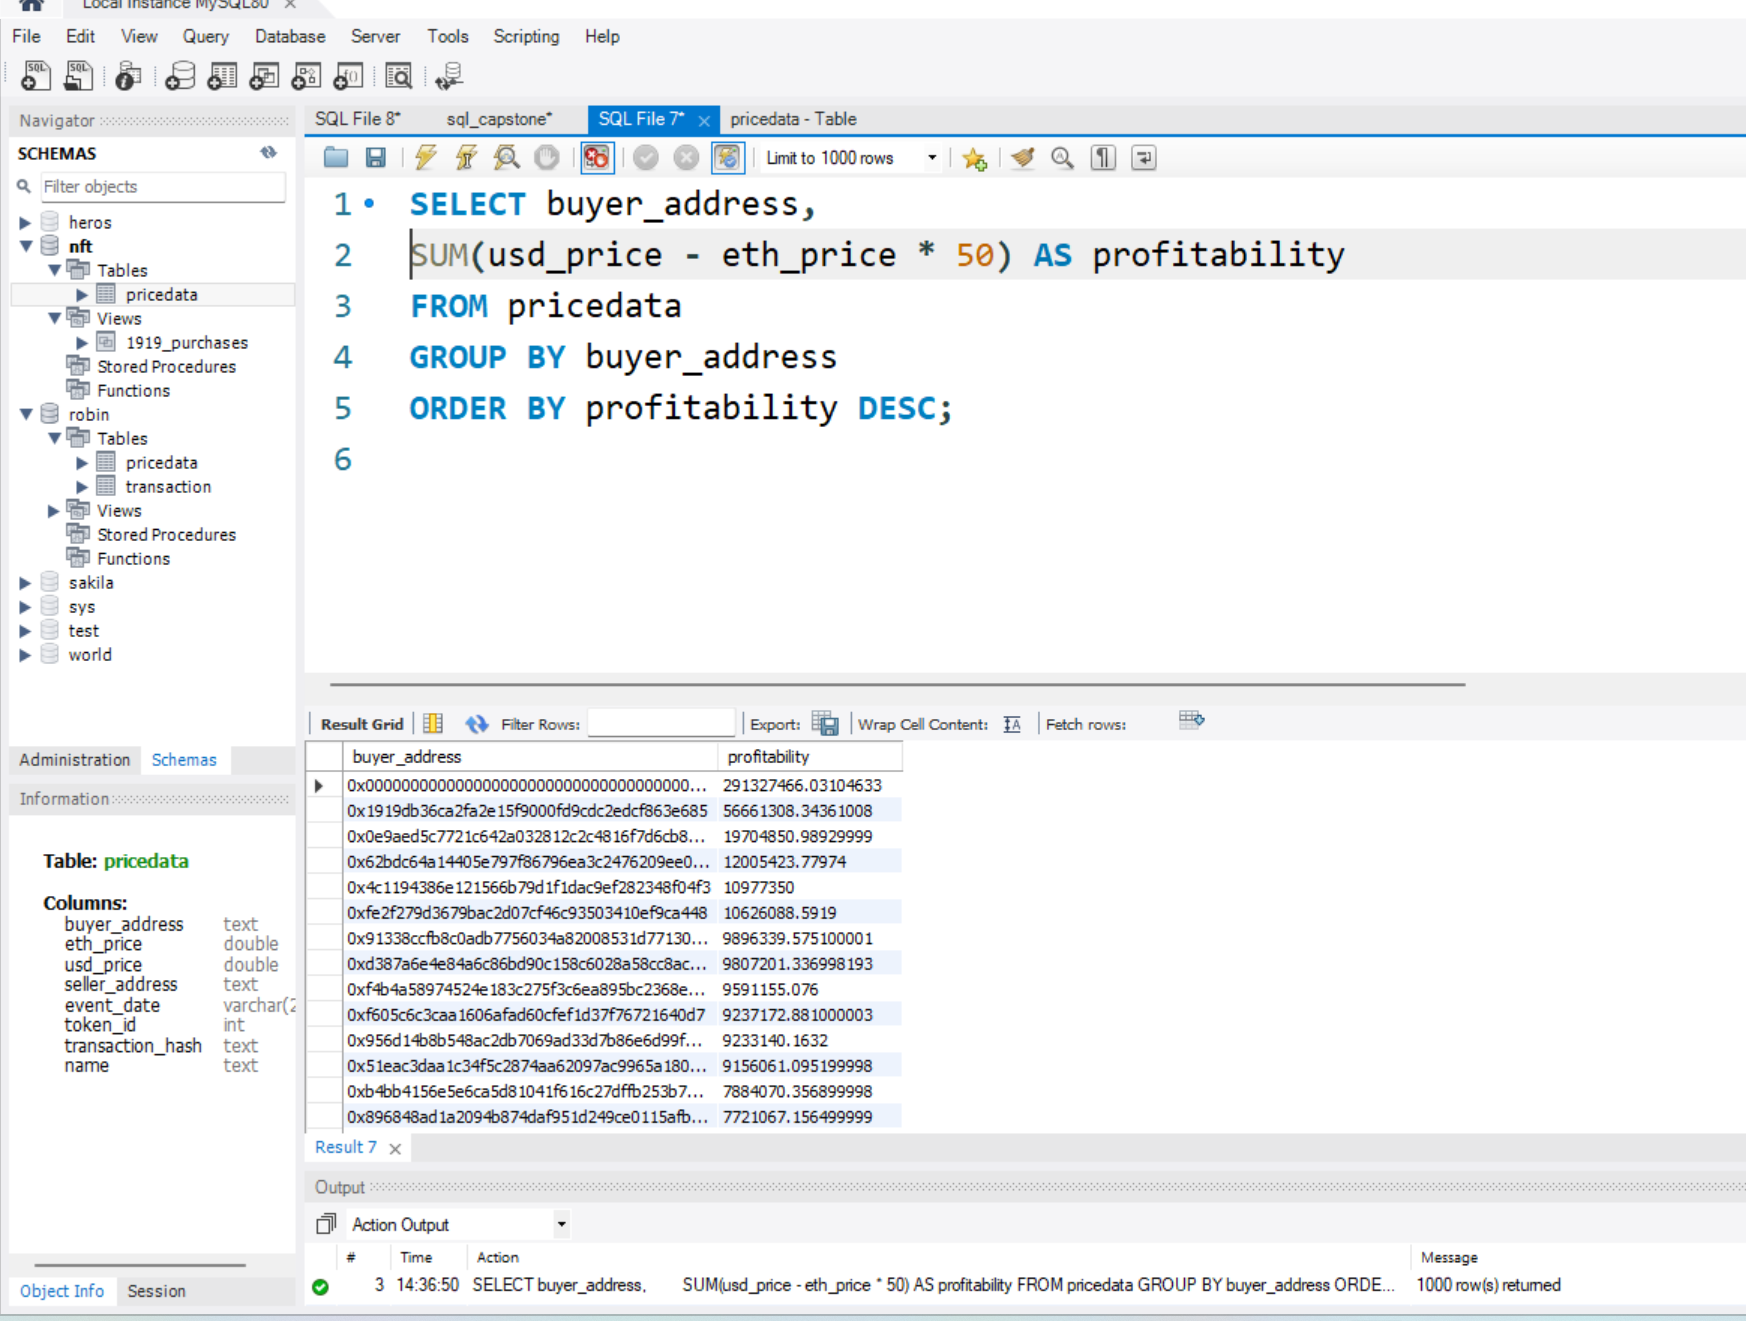 Local Instance MySQL80 ×
File Edit View Query Database Server Tools Scripting Help
Navigator
SCHEMAS
Filter objects
heros
nft
Tables
pricedata
Views
1919_purchases
Stored Procedures
Functions
robin
Tables
pricedata
transaction
Views
Stored Procedures
Functions
sakila
sys
test
world
Administration Schemas
Information
Table: pricedata
Columns:
buyer_address text
eth_price double
usd_price double
seller_address text
event_date varchar(2
token_id int
transaction_hash text
name text
Object Info Session
SQL File 8* sql_capstone* SQL File 7* × pricedata - Table
Limit to 1000 rows
1 SELECT buyer_address,
2 SUM(usd_price - eth_price * 50) AS profitability
3 FROM pricedata
4 GROUP BY buyer_address
5 ORDER BY profitability DESC;
6
Result Grid Filter Rows: Export: Wrap Cell Content: IA Fetch rows:
buyer_address profitability
0x00000000000000000000000000000000000... 291327466.03104633
0x1919db36ca2fa2e15f9000fd9cdc2edcf863e685 56661308.34361008
0x0e9aed5c7721c642a032812c2c4816f7d6cb8... 19704850.98929999
0x62bdc64a14405e797f86796ea3c2476209ee0... 12005423.77974
0x4c1194386e121566b79d1f1dac9ef282348f04f3 10977350
0xfe2f279d3679bac2d07cf46c93503410ef9ca448 10626088.5919
0x91338ccfb8c0adb7756034a82008531d77130... 9896339.575100001
0xd387a6e4e84a6c86bd90c158c6028a58cc8ac... 9807201.336998193
0xf4b4a58974524e183c275f3c6ea895bc2368e... 9591155.076
0xf605c6c3caa1606afad60cfef1d37f76721640d7 9237172.881000003
0x956d14b8b548ac2db7069ad33d7b86e6d99f... 9233140.1632
0x51eac3daa1c34f5c2874aa62097ac9965a180... 9156061.095199998
0xb4bb4156e5e6ca5d81041f616c27dffb253b7... 7884070.356899998
0x896848ad1a2094b874daf951d249ce0115afb... 7721067.156499999
Result 7 ×
Output
Action Output
# Time Action Message
3 14:36:50 SELECT buyer_address, SUM(usd_price - eth_price * 50) AS profitability FROM pricedata GROUP BY buyer_address ORDE... 1000 row(s) returned